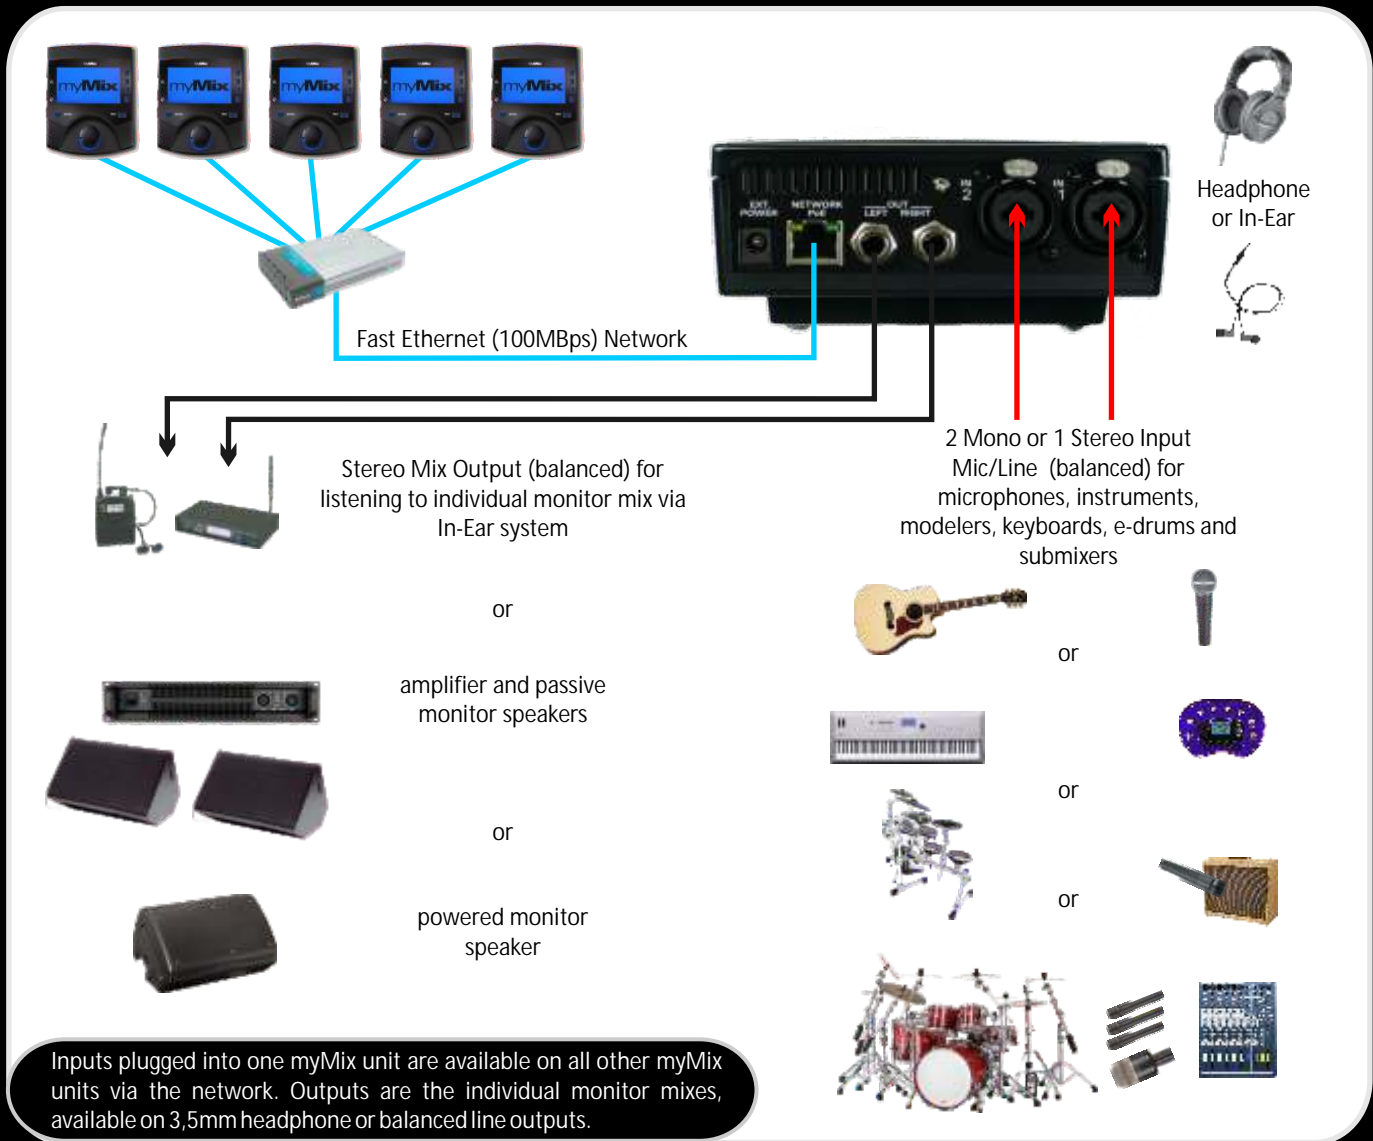 myMix myMix myMix myMix myMix
EXT. POWER
NETWORK PoE
OUT
LEFT RIGHT
IN 2
IN 1
Headphone
or In-Ear
Fast Ethernet (100MBps) Network
2 Mono or 1 Stereo Input
Mic/Line (balanced) for
microphones, instruments,
modelers, keyboards, e-drums and
submixers
Stereo Mix Output (balanced) for
listening to individual monitor mix via
In-Ear system
or
amplifier and passive
monitor speakers
or
powered monitor
speaker
or
or
or
Inputs plugged into one myMix unit are available on all other myMix
units via the network. Outputs are the individual monitor mixes,
available on 3,5mm headphone or balanced line outputs.